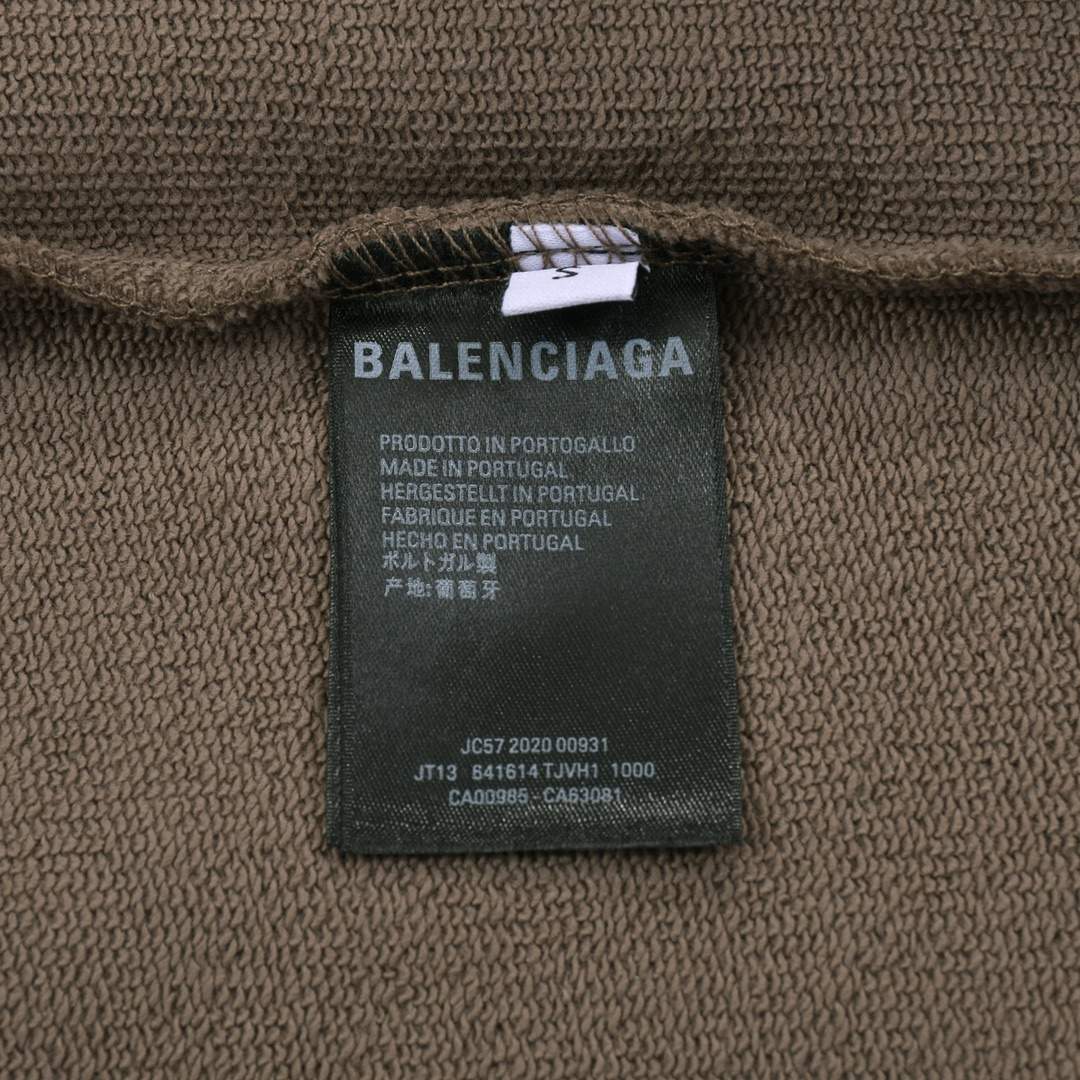 S
BALENCIAGA
PRODOTTO IN PORTOGALLO
MADE IN PORTUGAL
HERGESTELLT IN PORTUGAL
FABRIQUE EN PORTUGAL
HECHO EN PORTUGAL
ポルトガル製
产地:葡萄牙
JC57 2020 00931
JT13 641614 TJVH1 1000
CA00985 - CA63081